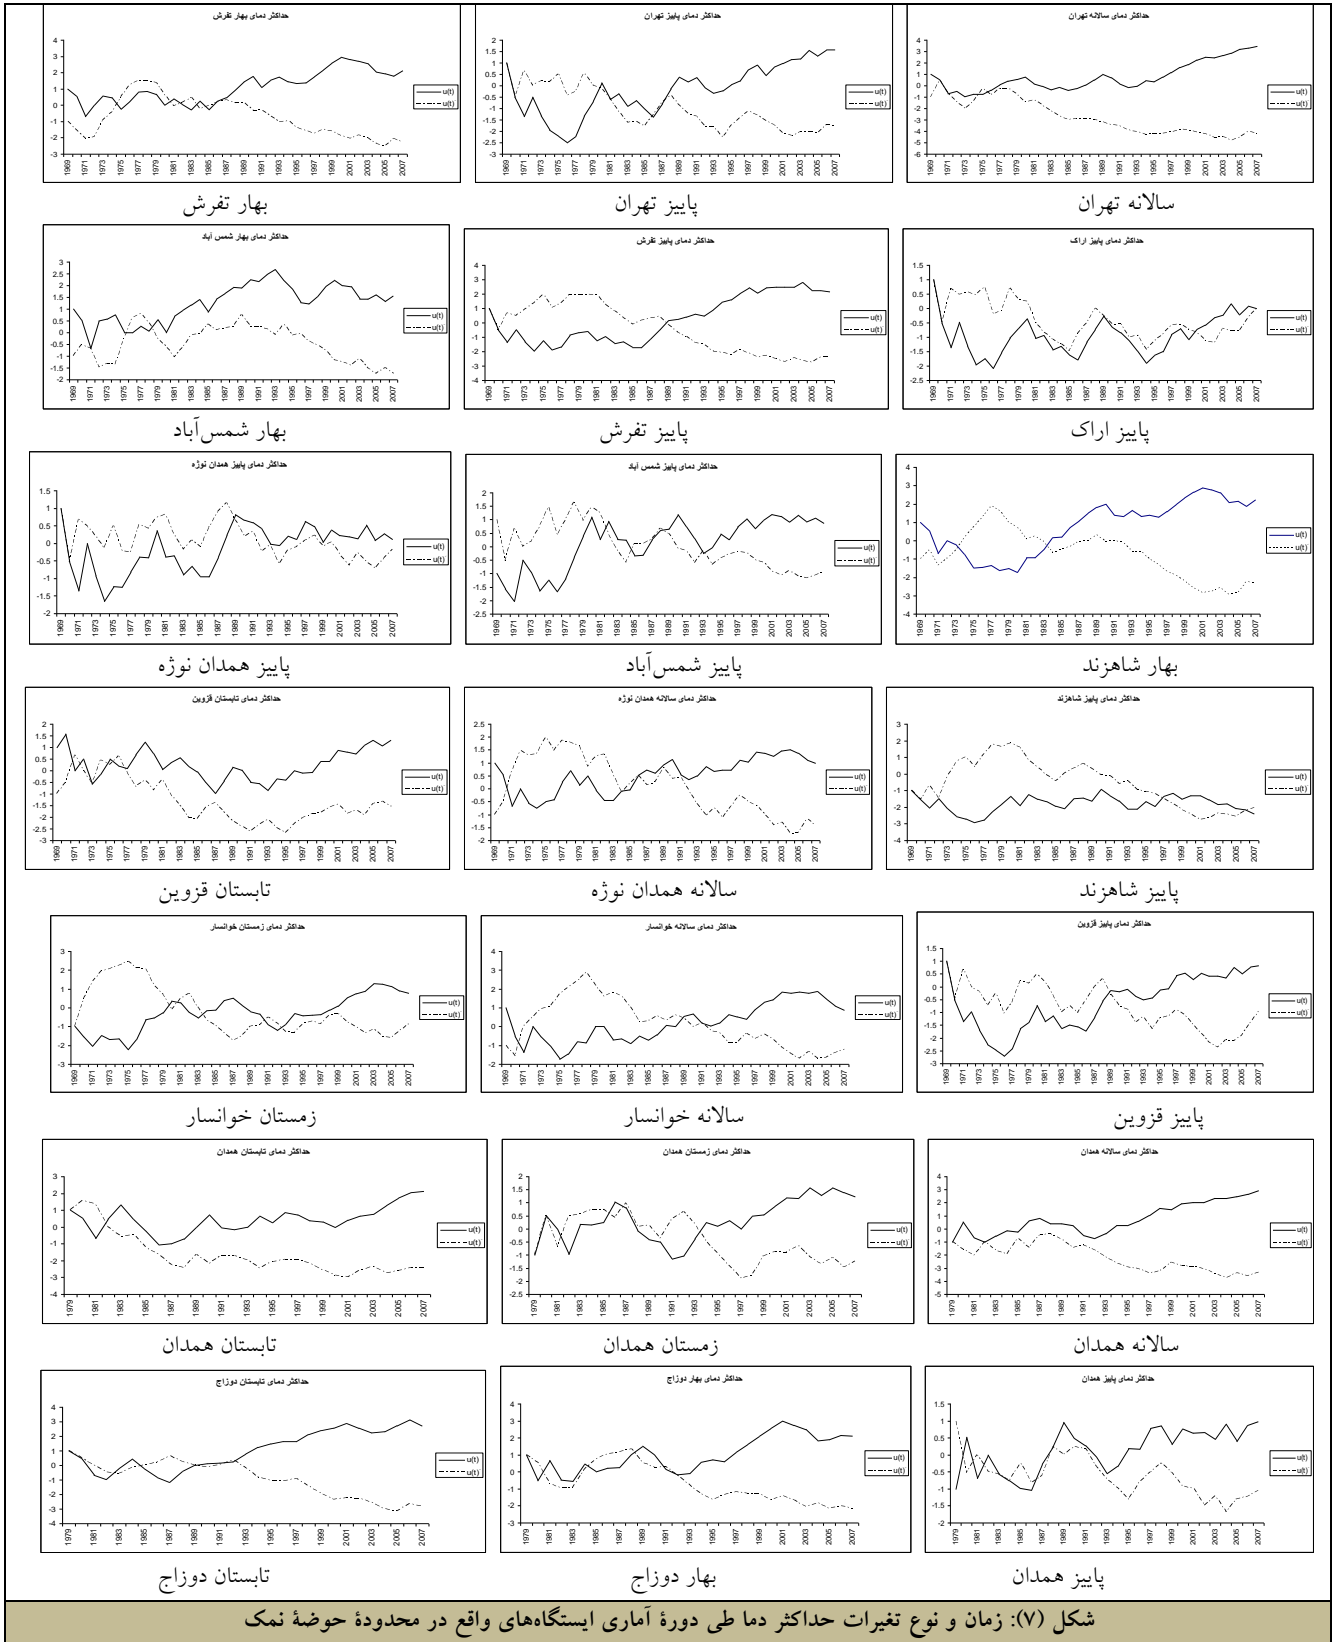 حداکثر دمای بهار تفرش
حداکثر دمای پاییز تهران
حداکثر دمای سالانه تهران
u(t)
u(t)
بهار تفرش
پاییز تهران
سالانه تهران
حداکثر دمای بهار شمس آباد
حداکثر دمای پاییز تفرش
حداکثر دمای پاییز اراک
بهار شمس‌آباد
پاییز تفرش
پاییز اراک
حداکثر دمای پاییز همدان نوژه
حداکثر دمای پاییز شمس آباد
پاییز همدان نوژه
پاییز شمس‌آباد
بهار شاهزند
حداکثر دمای تابستان قزوین
حداکثر دمای سالانه همدان نوژه
حداکثر دمای پاییز شاهزند
تابستان قزوین
سالانه همدان نوژه
پاییز شاهزند
حداکثر دمای زمستان خوانسار
حداکثر دمای سالانه خوانسار
حداکثر دمای پاییز قزوین
زمستان خوانسار
سالانه خوانسار
پاییز قزوین
حداکثر دمای تابستان همدان
حداکثر دمای زمستان همدان
حداکثر دمای سالانه همدان
تابستان همدان
زمستان همدان
سالانه همدان
حداکثر دمای تابستان دوزاج
حداکثر دمای بهار دوزاج
حداکثر دمای پاییز همدان
تابستان دوزاج
بهار دوزاج
پاییز همدان
شکل (۷): زمان و نوع تغیرات حداکثر دما طی دورۀ آماری ایستگاه‌های واقع در محدودۀ حوضۀ نمک